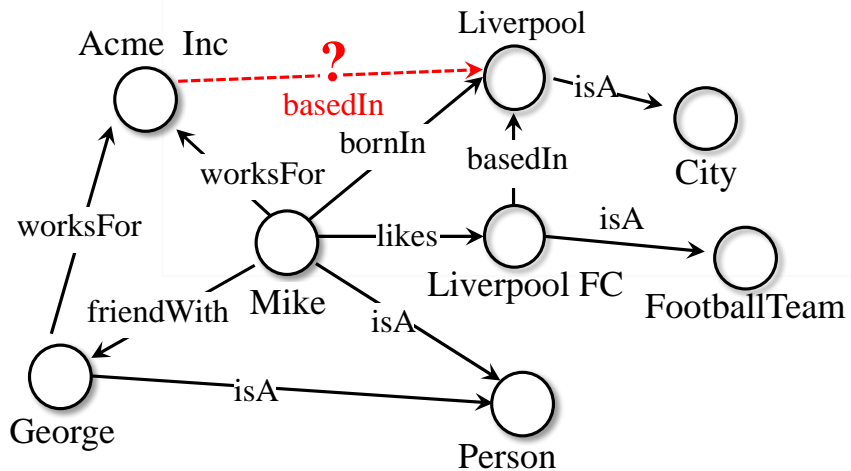 Liverpool
Acme Inc
?
isA
basedIn
bornIn
basedIn
City
worksFor
worksFor
isA
likes
Liverpool FC
FootballTeam
Mike
friendWith
isA
isA
George
Person